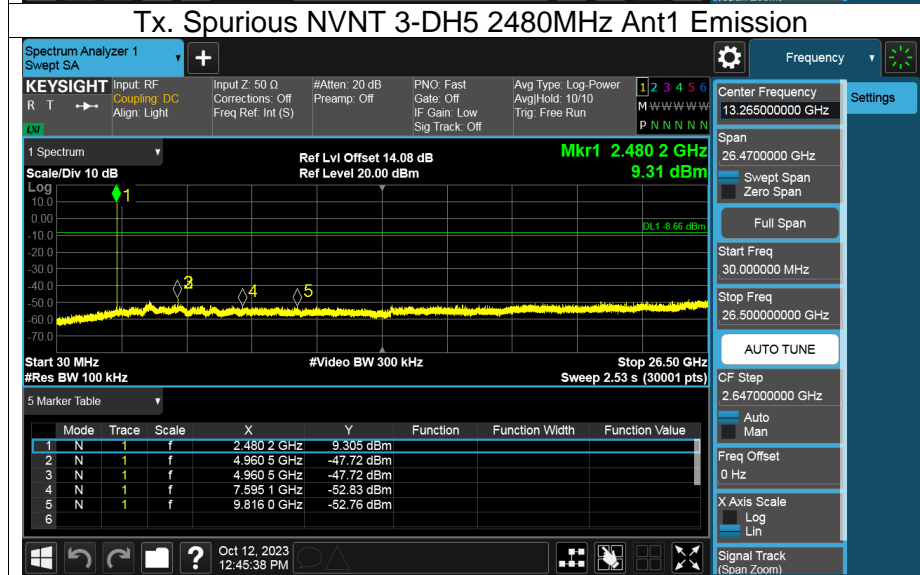 Tx. Spurious NVNT 3-DH5 2480MHz Ant1 Emission
Spectrum Analyzer 1
Swept SA
+
Frequency
KEYSIGHT
R T
LXI
Input: RF
Coupling: DC
Align: Light
Input Z: 50 Ω
Corrections: Off
Freq Ref: Int (S)
#Atten: 20 dB
Preamp: Off
PNO: Fast
Gate: Off
IF Gain: Low
Sig Track: Off
Avg Type: Log-Power
Avg|Hold: 10/10
Trig: Free Run
1 2 3 4 5 6
M W W W W W
P N N N N N
1 Spectrum
Scale/Div 10 dB
Ref Lvl Offset 14.08 dB
Ref Level 20.00 dBm
Mkr1 2.480 2 GHz
9.31 dBm
Log
10.0
0.00
-10.0
-20.0
-30.0
-40.0
-50.0
-60.0
-70.0
1
3
4
5
DL1 -8.66 dBm
Start 30 MHz
#Res BW 100 kHz
#Video BW 300 kHz
Stop 26.50 GHz
Sweep 2.53 s (30001 pts)
5 Marker Table
Mode Trace Scale X Y Function Function Width Function Value
1 N 1 f 2.480 2 GHz 9.305 dBm
2 N 1 f 4.960 5 GHz -47.72 dBm
3 N 1 f 4.960 5 GHz -47.72 dBm
4 N 1 f 7.595 1 GHz -52.83 dBm
5 N 1 f 9.816 0 GHz -52.76 dBm
6
?
Oct 12, 2023
12:45:38 PM
Center Frequency
13.265000000 GHz
Settings
Span
26.4700000 GHz
Swept Span
Zero Span
Full Span
Start Freq
30.000000 MHz
Stop Freq
26.500000000 GHz
AUTO TUNE
CF Step
2.647000000 GHz
Auto
Man
Freq Offset
0 Hz
X Axis Scale
Log
Lin
Signal Track
(Span Zoom)